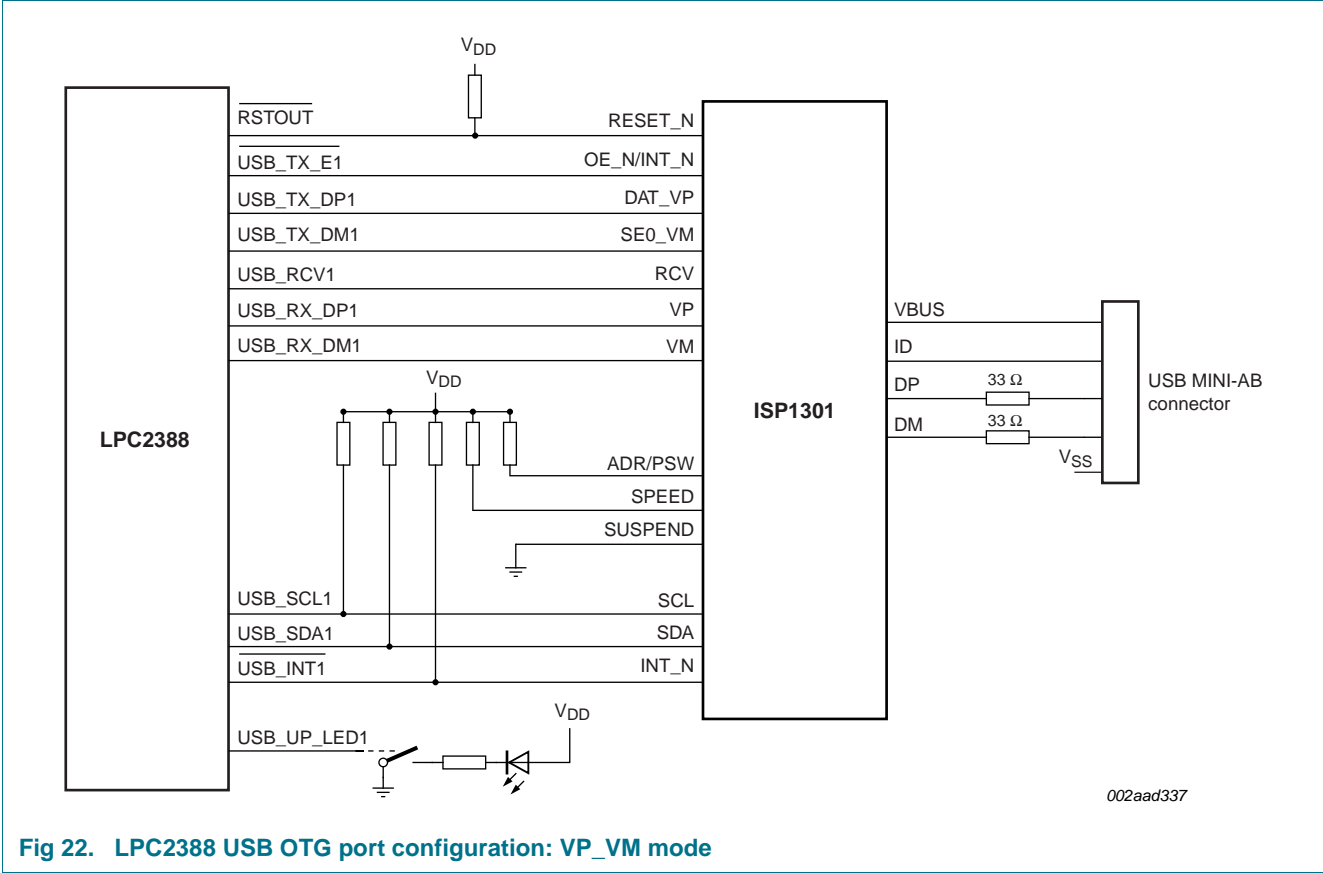 VDD
RSTOUT RESET_N
USB_TX_E1 OE_N/INT_N
USB_TX_DP1 DAT_VP
USB_TX_DM1 SE0_VM
USB_RCV1 RCV
USB_RX_DP1 VP
USB_RX_DM1 VM
VBUS
ID
DP 33 Ω
DM 33 Ω
VSS
USB MINI-AB
connector
LPC2388
ISP1301
VDD
ADR/PSW
SPEED
SUSPEND
USB_SCL1 SCL
USB_SDA1 SDA
USB_INT1 INT_N
VDD
USB_UP_LED1
002aad337
Fig 22. LPC2388 USB OTG port configuration: VP_VM mode